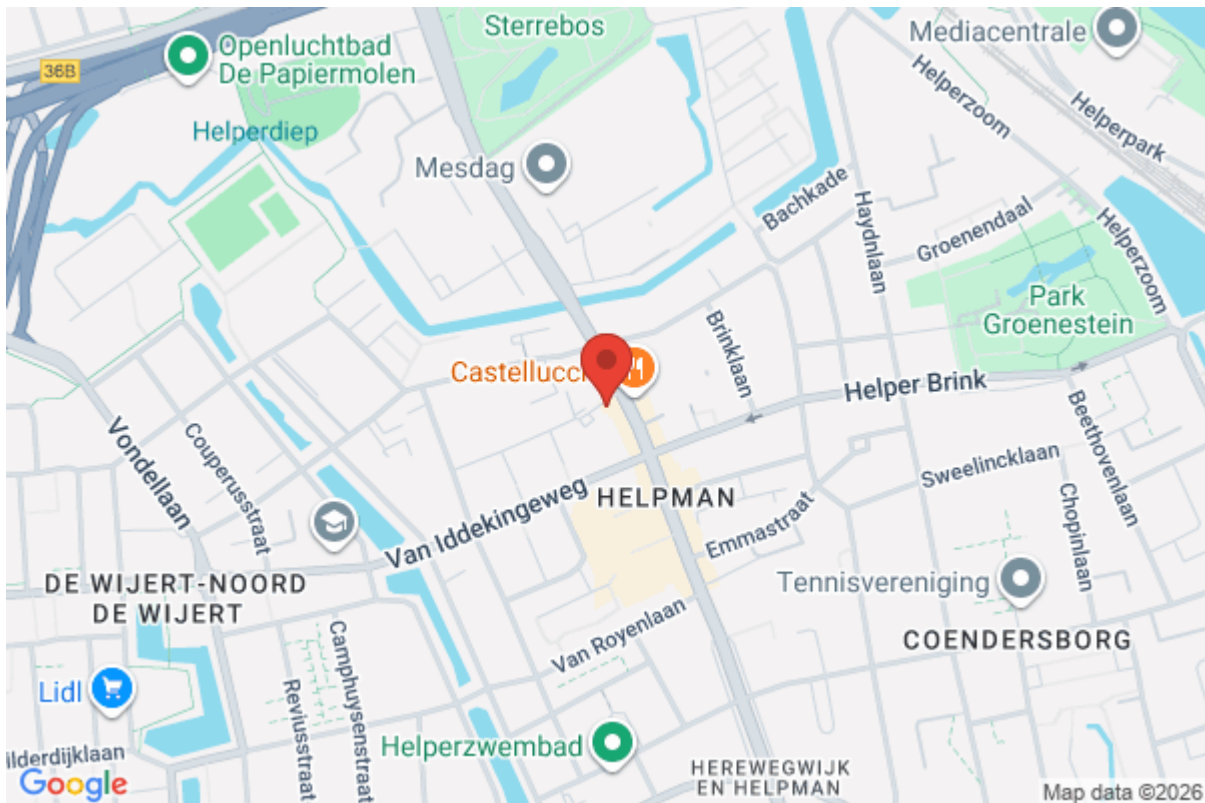 Sterrebos
Mediacentrale
Openluchtbad
De Papiermolen
36B
Helperzoom
Helperpark
Helperdiep
Mesdag
Bachkade
Haydnlaan
Groenendaal
Helperzoom
Park
Groenestein
Brinklaan
Castellucci
Helper Brink
Beethovenlaan
Vondellaan
Couperusstraat
Sweelincklaan
Chopinlaan
HELPMAN
Van Iddekingeweg
Emmastraat
DE WIJERT-NOORD
DE WIJERT
Tennisvereniging
COENDERSBORG
Van Royenlaan
Camphuysenstraat
Reviusstraat
Lidl
Helperzwembad
ilderdijklaan
HEREWEGWIJK
EN HELPMAN
Google
Map data ©2026